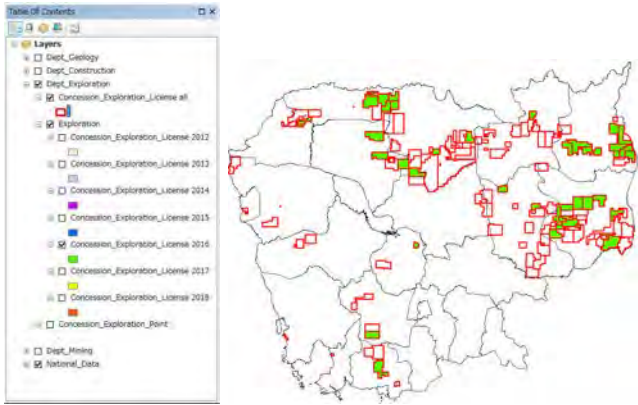 Table Of Contents
Layers
Dept_Geology
Dept_Construction
Dept_Exploration
Concession_Exploration_License all
Exploration
Concession_Exploration_License 2012
Concession_Exploration_License 2013
Concession_Exploration_License 2014
Concession_Exploration_License 2015
Concession_Exploration_License 2016
Concession_Exploration_License 2017
Concession_Exploration_License 2018
Concession_Exploration_Point
Dept_Mining
National_Data